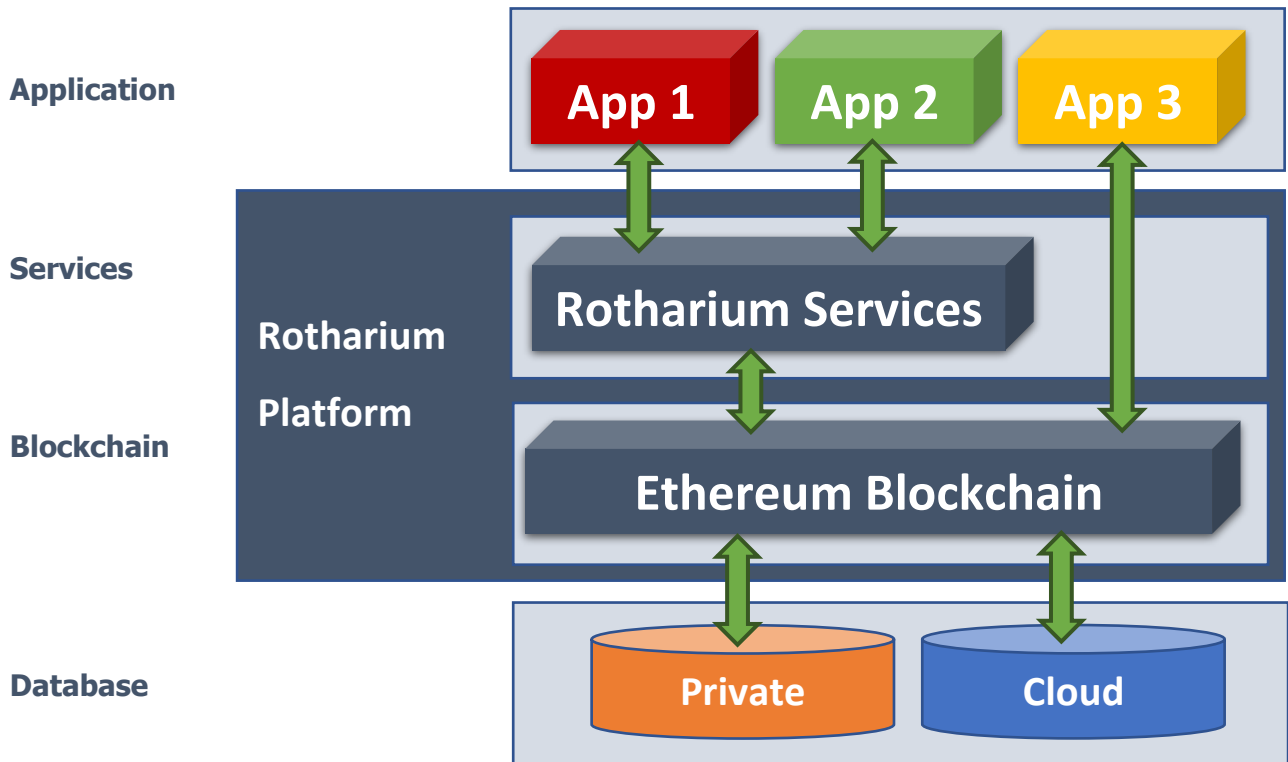 Application
App 1
App 2
App 3
Services
Rotharium Services
Rotharium
Platform
Blockchain
Ethereum Blockchain
Database
Private
Cloud